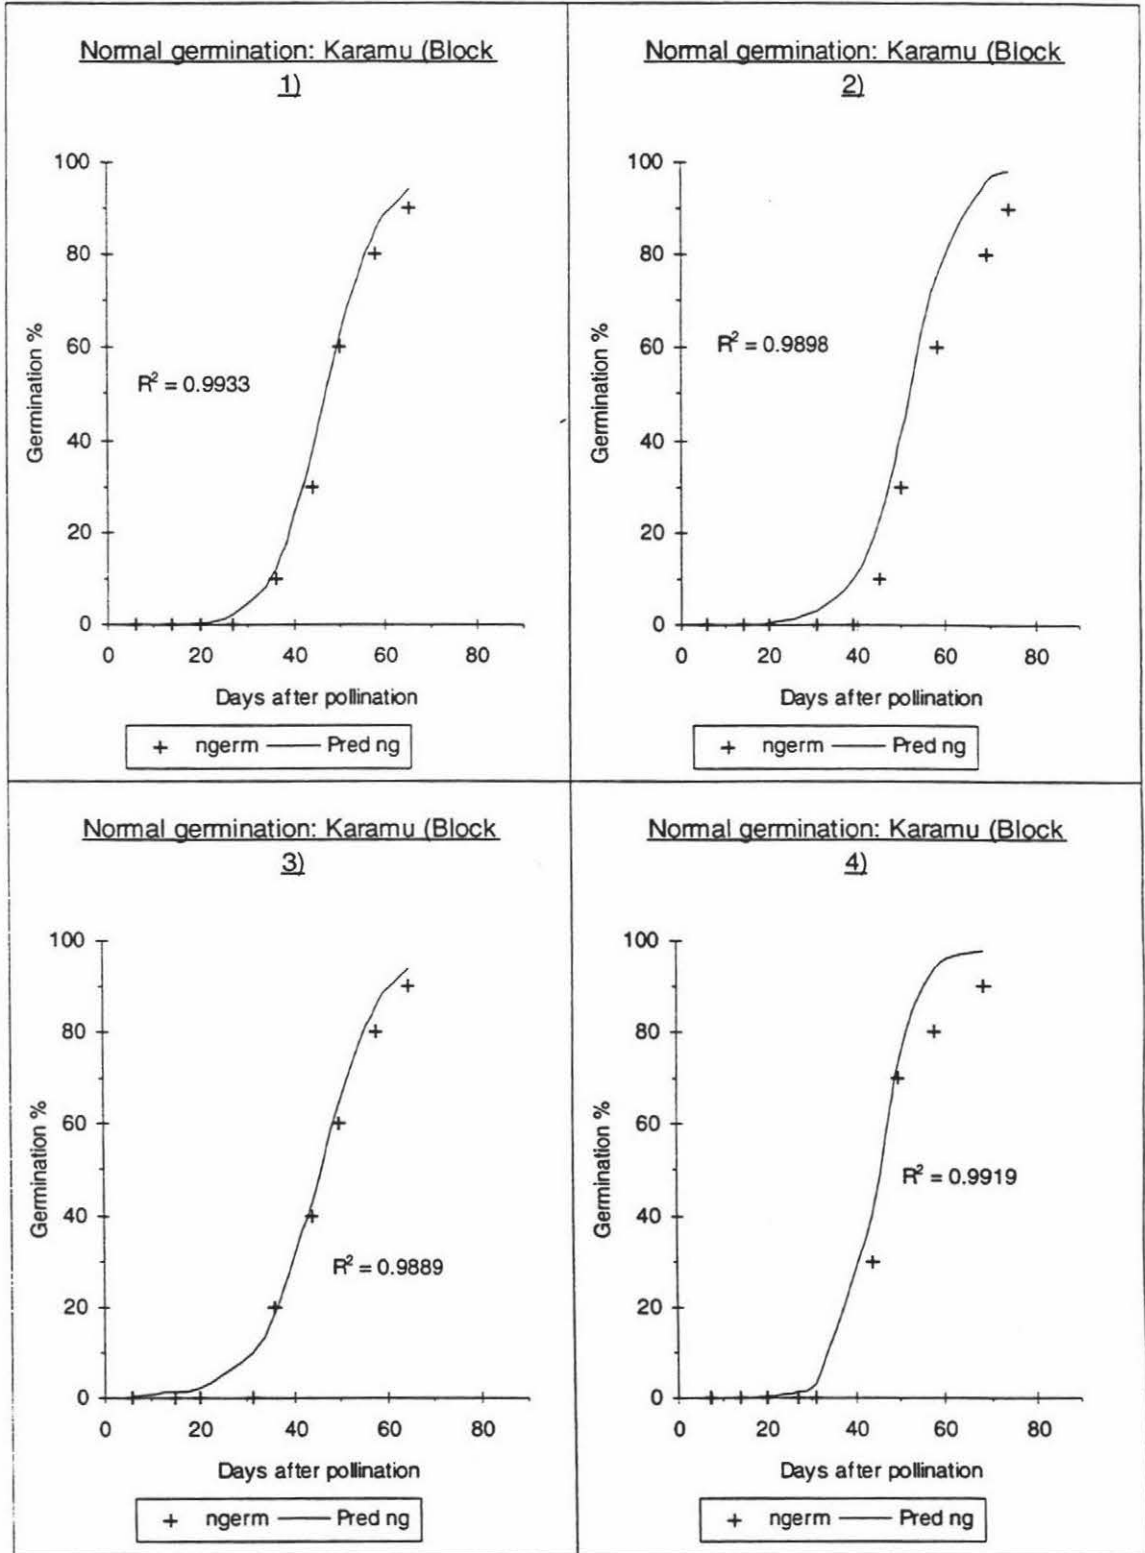 Normal germination: Karamu (Block
1)
100
80
60
40
20
0
Germination %
R² = 0.9933
0 20 40 60 80
Days after pollination
+ ngerm —— Pred ng
Normal germination: Karamu (Block
2)
100
80
60
40
20
0
Germination %
R² = 0.9898
0 20 40 60 80
Days after pollination
+ ngerm —— Pred ng
Normal germination: Karamu (Block
3)
100
80
60
40
20
0
Germination %
R² = 0.9889
0 20 40 60 80
Days after pollination
+ ngerm —— Pred ng
Normal germination: Karamu (Block
4)
100
80
60
40
20
0
Germination %
R² = 0.9919
0 20 40 60 80
Days after pollination
+ ngerm —— Pred ng